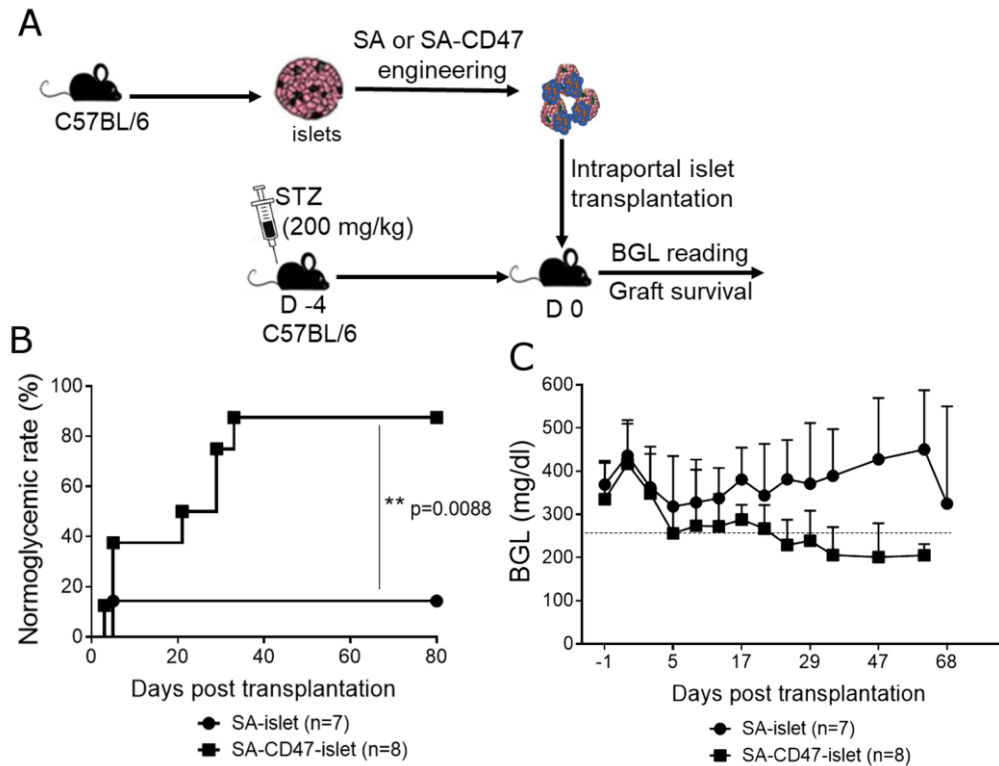 A
SA or SA-CD47
engineering
C57BL/6
islets
Intraportal islet
transplantation
STZ
(200 mg/kg)
BGL reading
Graft survival
D -4
C57BL/6
D 0
B
Normoglycemic rate (%)
100
80
60
40
20
0
** p=0.0088
0 20 40 60 80
Days post transplantation
SA-islet (n=7)
SA-CD47-islet (n=8)
C
BGL (mg/dl)
600
500
400
300
200
100
0
-1 5 17 29 47 68
Days post transplantation
SA-islet (n=7)
SA-CD47-islet (n=8)